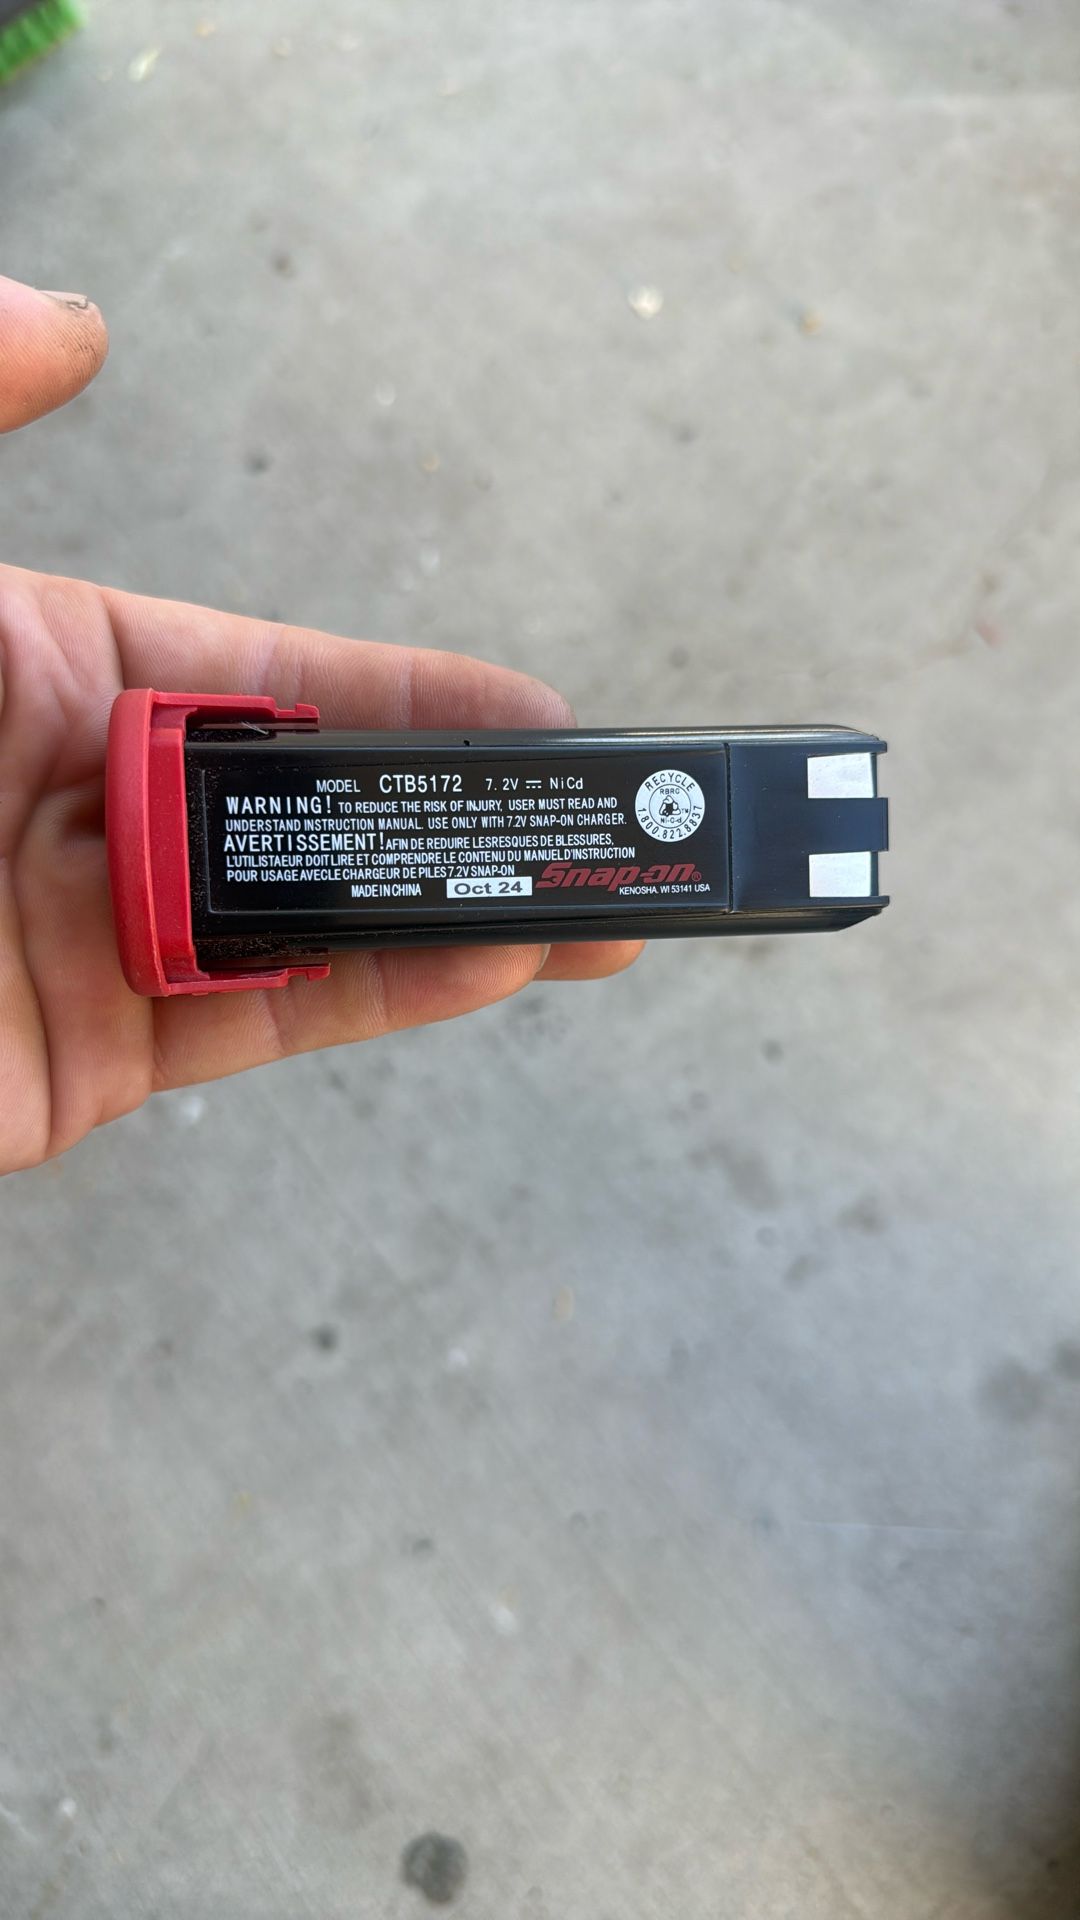 MODEL CTB5172 7.2V ⎓ NiCd
WARNING! TO REDUCE THE RISK OF INJURY, USER MUST READ AND
UNDERSTAND INSTRUCTION MANUAL. USE ONLY WITH 7.2V SNAP-ON CHARGER.
AVERTISSEMENT! AFIN DE REDUIRE LESRESQUES DE BLESSURES,
L'UTILISTAEUR DOIT LIRE ET COMPRENDRE LE CONTENU DU MANUEL D'INSTRUCTION
POUR USAGE AVEC LE CHARGEUR DE PILES 7.2V SNAP-ON
MADE IN CHINA Oct 24
Snap-on®
KENOSHA. WI 53141 USA
RECYCLE
RBRC
Ni-Cd
1.800.822.8837